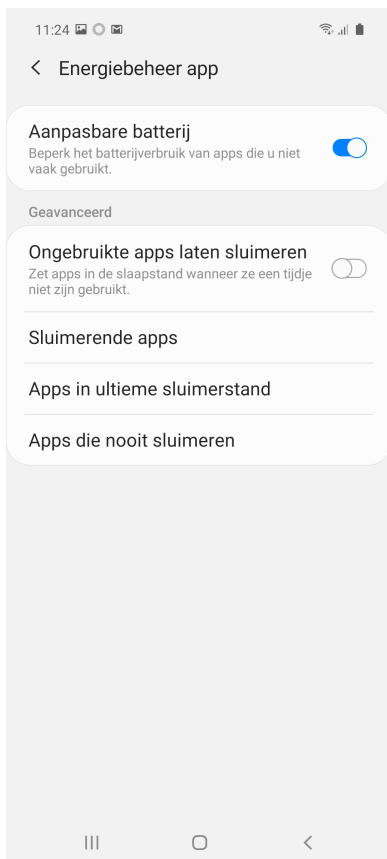 11:24
Energiebeheer app
Aanpasbare batterij
Beperk het batterijverbruik van apps die u niet
vaak gebruikt.
Geavanceerd
Ongebruikte apps laten sluimeren
Zet apps in de slaapstand wanneer ze een tijdje
niet zijn gebruikt.
Sluimerende apps
Apps in ultieme sluimerstand
Apps die nooit sluimeren